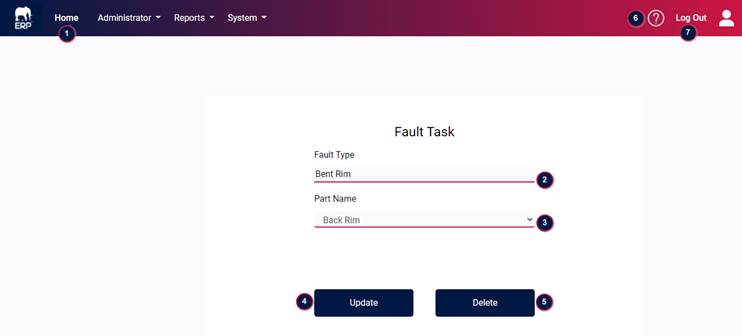 ERP Home Administrator Reports System 6 ? Log Out
1 7
Fault Task
Fault Type
Bent Rim 2
Part Name
Back Rim 3
4 Update Delete 5